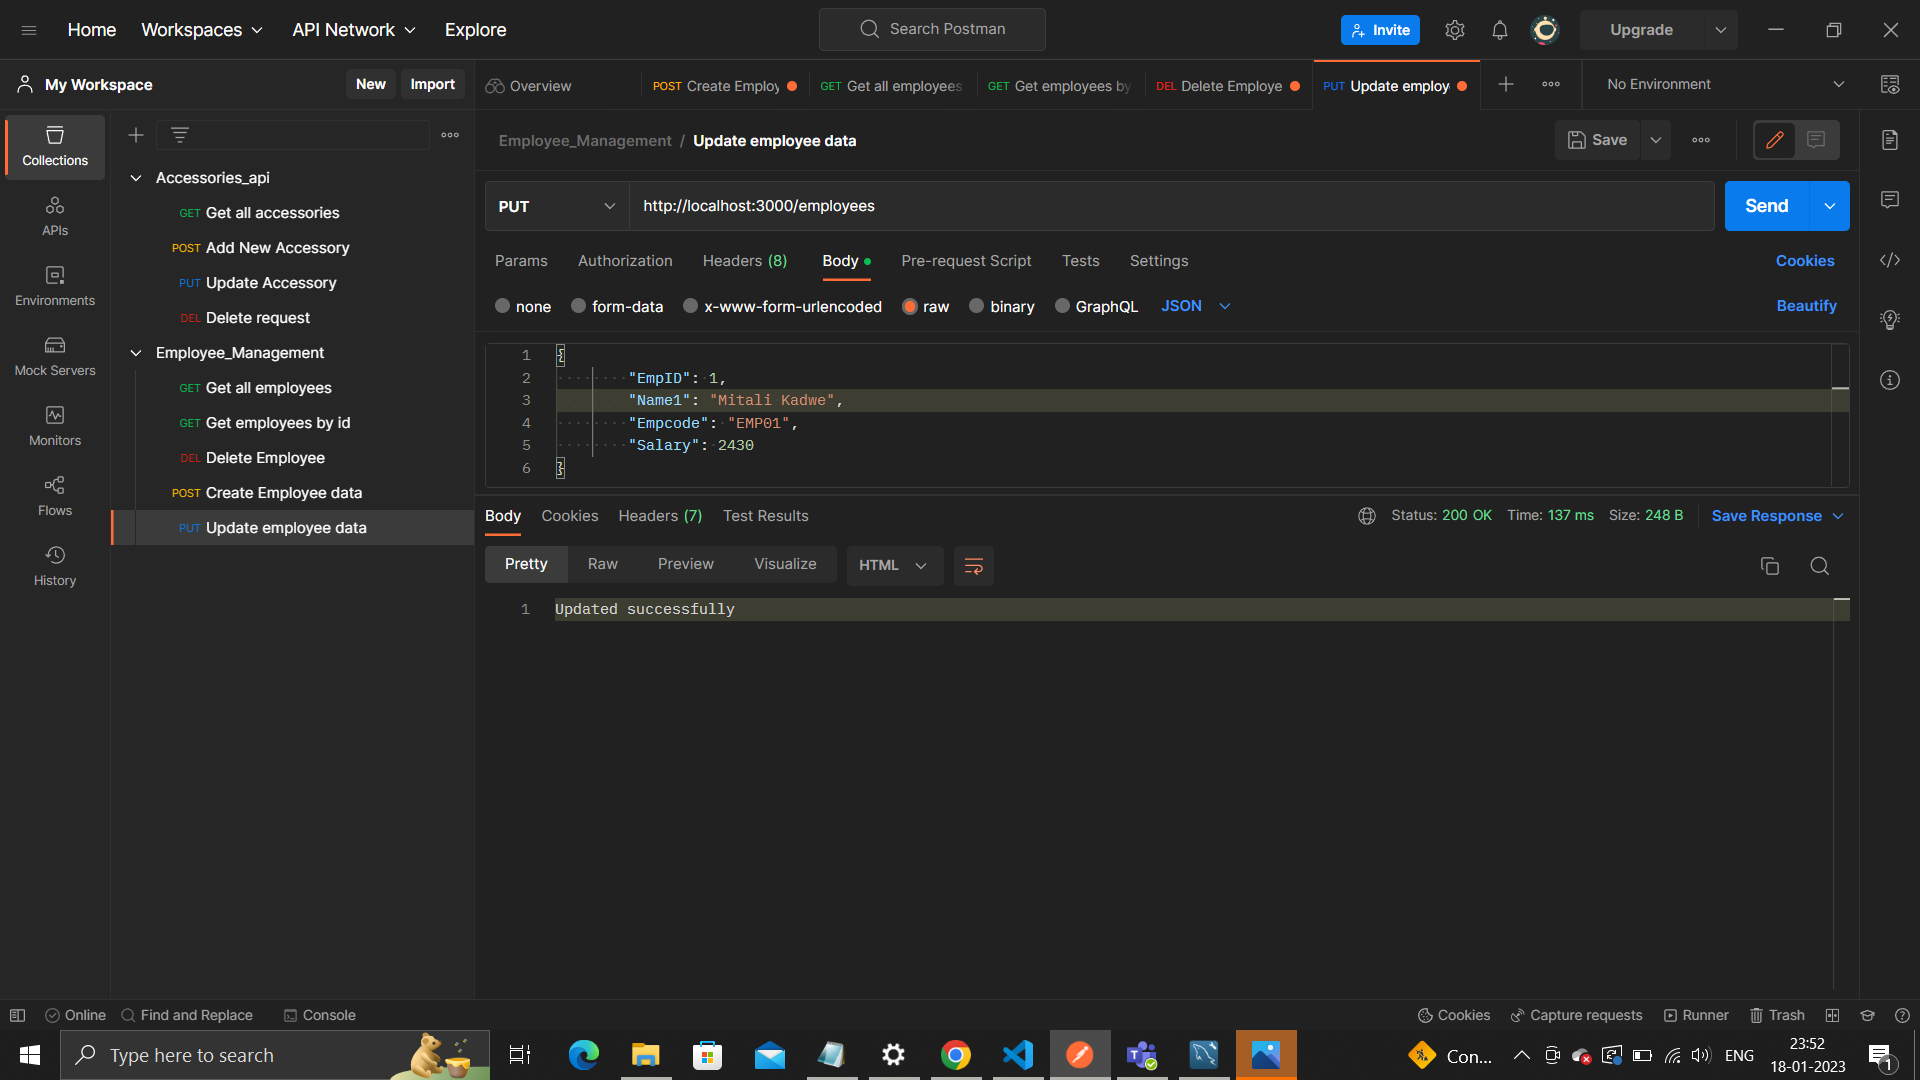 Home
Workspaces
API Network
Explore
Search Postman
Invite
Upgrade
My Workspace
New
Import
Overview
POST Create Employ
GET Get all employees
GET Get employees by
DEL Delete Employe
PUT Update employ
No Environment
Collections
APIs
Environments
Mock Servers
Monitors
Flows
History
Accessories_api
GET Get all accessories
POST Add New Accessory
PUT Update Accessory
DEL Delete request
Employee_Management
GET Get all employees
GET Get employees by id
DEL Delete Employee
POST Create Employee data
PUT Update employee data
Employee_Management / Update employee data
Save
PUT
http://localhost:3000/employees
Send
Params
Authorization
Headers (8)
Body
Pre-request Script
Tests
Settings
Cookies
none
form-data
x-www-form-urlencoded
raw
binary
GraphQL
JSON
Beautify
1 {
2 "EmpID": 1,
3 "Name1": "Mitali Kadwe",
4 "Empcode": "EMP01",
5 "Salary": 2430
6 }
Body
Cookies
Headers (7)
Test Results
Status: 200 OK
Time: 137 ms
Size: 248 B
Save Response
Pretty
Raw
Preview
Visualize
HTML
1 Updated successfully
Online
Find and Replace
Console
Cookies
Capture requests
Runner
Trash
Type here to search
Con...
ENG
23:52
18-01-2023
1